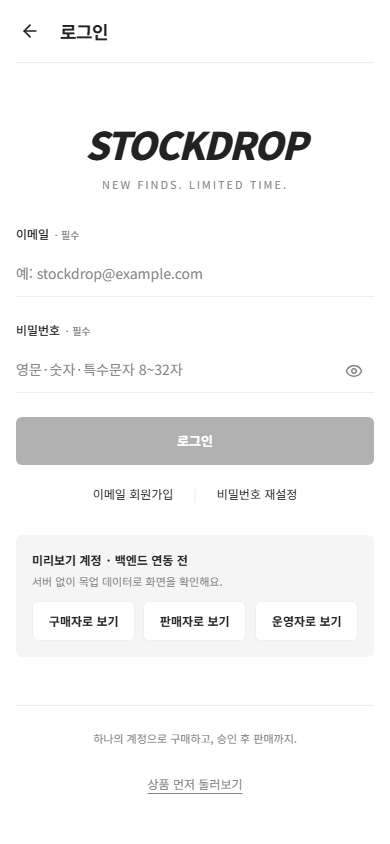 로그인
STOCKDROP
NEW FINDS. LIMITED TIME.
이메일 · 필수
예: stockdrop@example.com
비밀번호 · 필수
영문·숫자·특수문자 8~32자
로그인
이메일 회원가입 | 비밀번호 재설정
미리보기 계정 · 백엔드 연동 전
서버 없이 목업 데이터로 화면을 확인해요.
구매자로 보기 판매자로 보기 운영자로 보기
하나의 계정으로 구매하고, 승인 후 판매까지.
상품 먼저 둘러보기